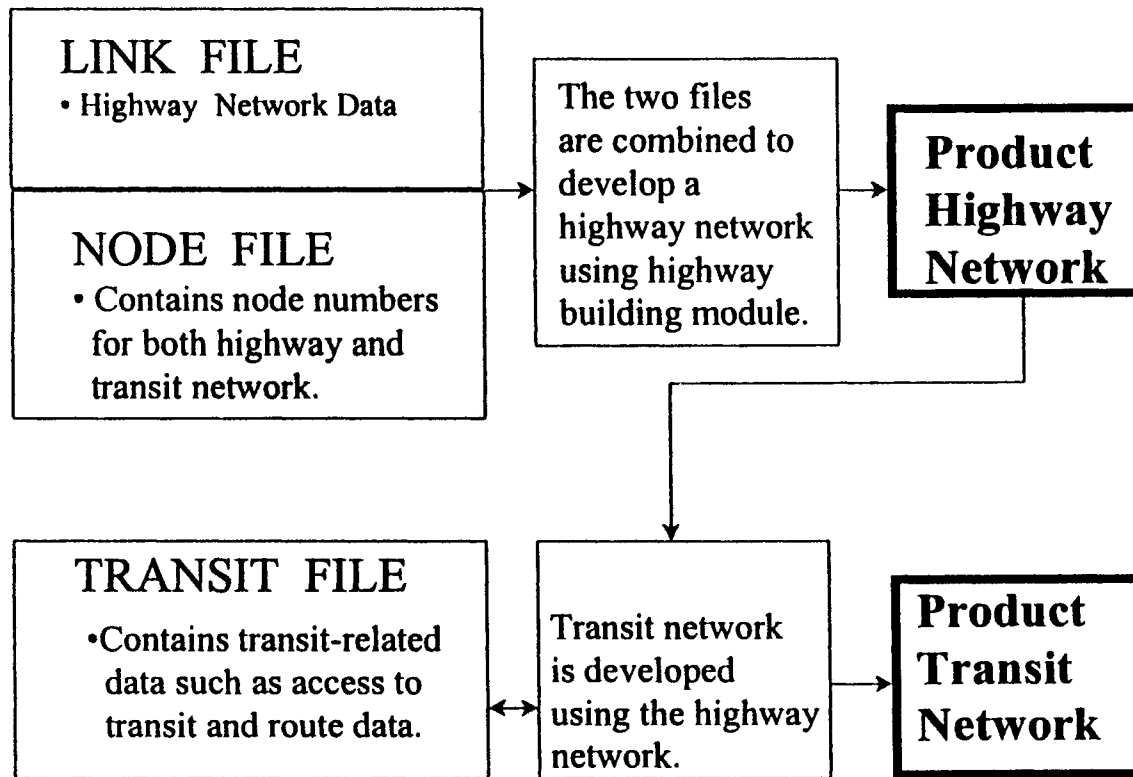 LINK FILE
• Highway Network Data
NODE FILE
• Contains node numbers
for both highway and
transit network.
The two files
are combined to
develop a
highway network
using highway
building module.
Product
Highway
Network
TRANSIT FILE
•Contains transit-related
data such as access to
transit and route data.
Transit network
is developed
using the highway
network.
Product
Transit
Network